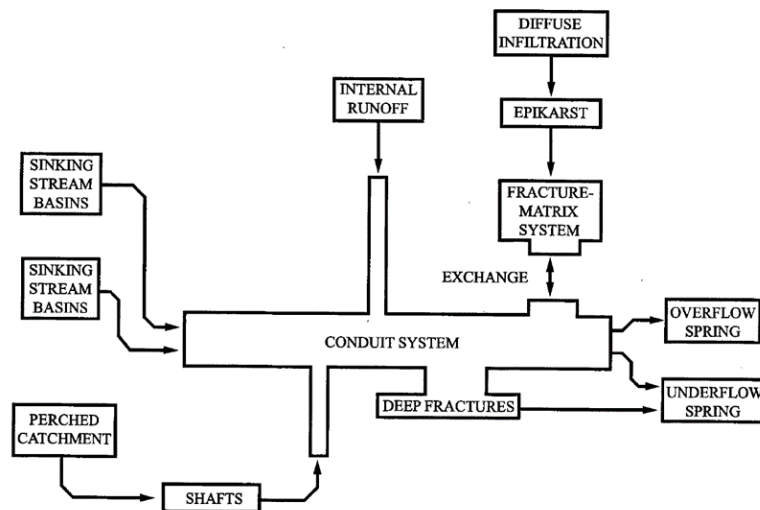 DIFFUSE
INFILTRATION
INTERNAL
RUNOFF
EPIKARST
SINKING
STREAM
BASINS
FRACTURE-
MATRIX
SYSTEM
EXCHANGE
SINKING
STREAM
BASINS
OVERFLOW
SPRING
CONDUIT SYSTEM
UNDERFLOW
SPRING
DEEP FRACTURES
PERCHED
CATCHMENT
SHAFTS